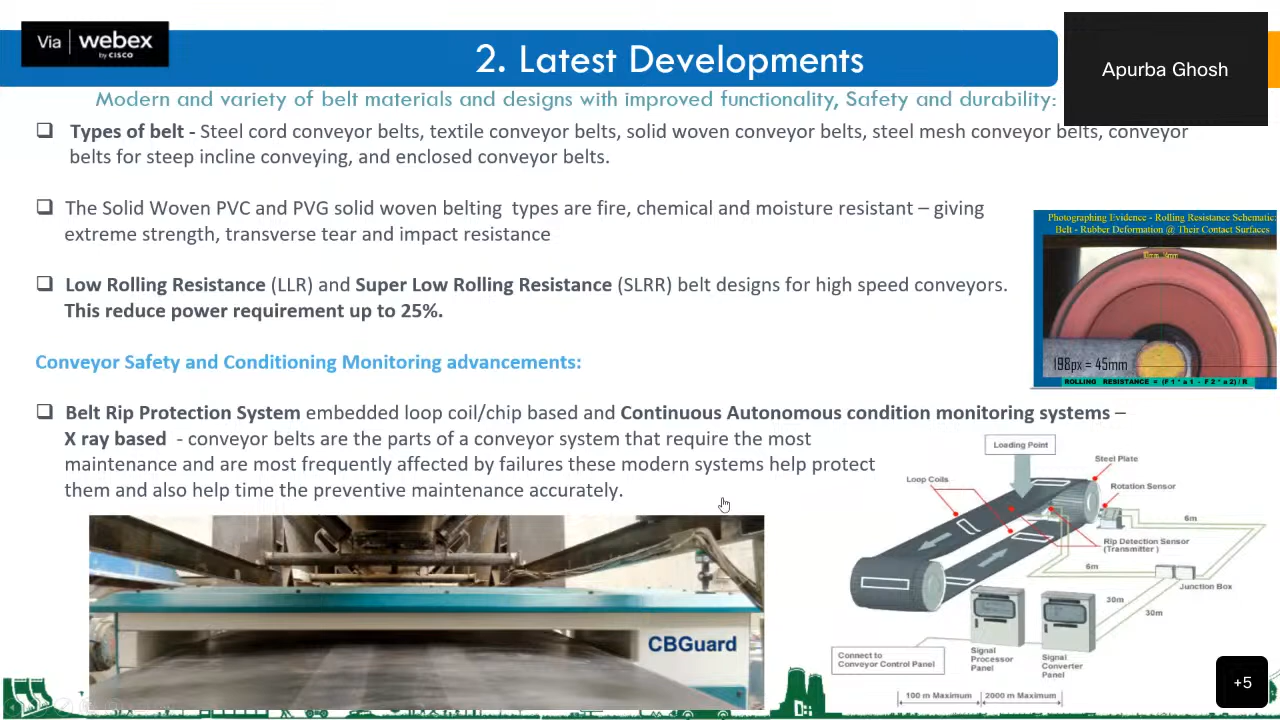 Via webex
by CISCO
2. Latest Developments
Apurba Ghosh
Modern and variety of belt materials and designs with improved functionality, Safety and durability:
Types of belt - Steel cord conveyor belts, textile conveyor belts, solid woven conveyor belts, steel mesh conveyor belts, conveyor
belts for steep incline conveying, and enclosed conveyor belts.
The Solid Woven PVC and PVG solid woven belting types are fire, chemical and moisture resistant – giving
extreme strength, transverse tear and impact resistance
Photographing Evidence - Rolling Resistance Schematic:
Belt - Rubber Deformation @ Their Contact Surfaces
198px = 45mm
ROLLING RESISTANCE = (F 1 * a 1 - F 2 * a 2) / R
Low Rolling Resistance (LLR) and Super Low Rolling Resistance (SLRR) belt designs for high speed conveyors.
This reduce power requirement up to 25%.
Conveyor Safety and Conditioning Monitoring advancements:
Belt Rip Protection System embedded loop coil/chip based and Continuous Autonomous condition monitoring systems –
X ray based - conveyor belts are the parts of a conveyor system that require the most
maintenance and are most frequently affected by failures these modern systems help protect
them and also help time the preventive maintenance accurately.
CBGuard
Loading Point
Steel Plate
Loop Coils
Rotation Sensor
6m
Rip Detection Sensor
(Transmitter )
6m
Junction Box
30m
30m
Connect to
Conveyor Control Panel
Signal
Processor
Panel
Signal
Converter
Panel
100 m Maximum
2000 m Maximum
+5